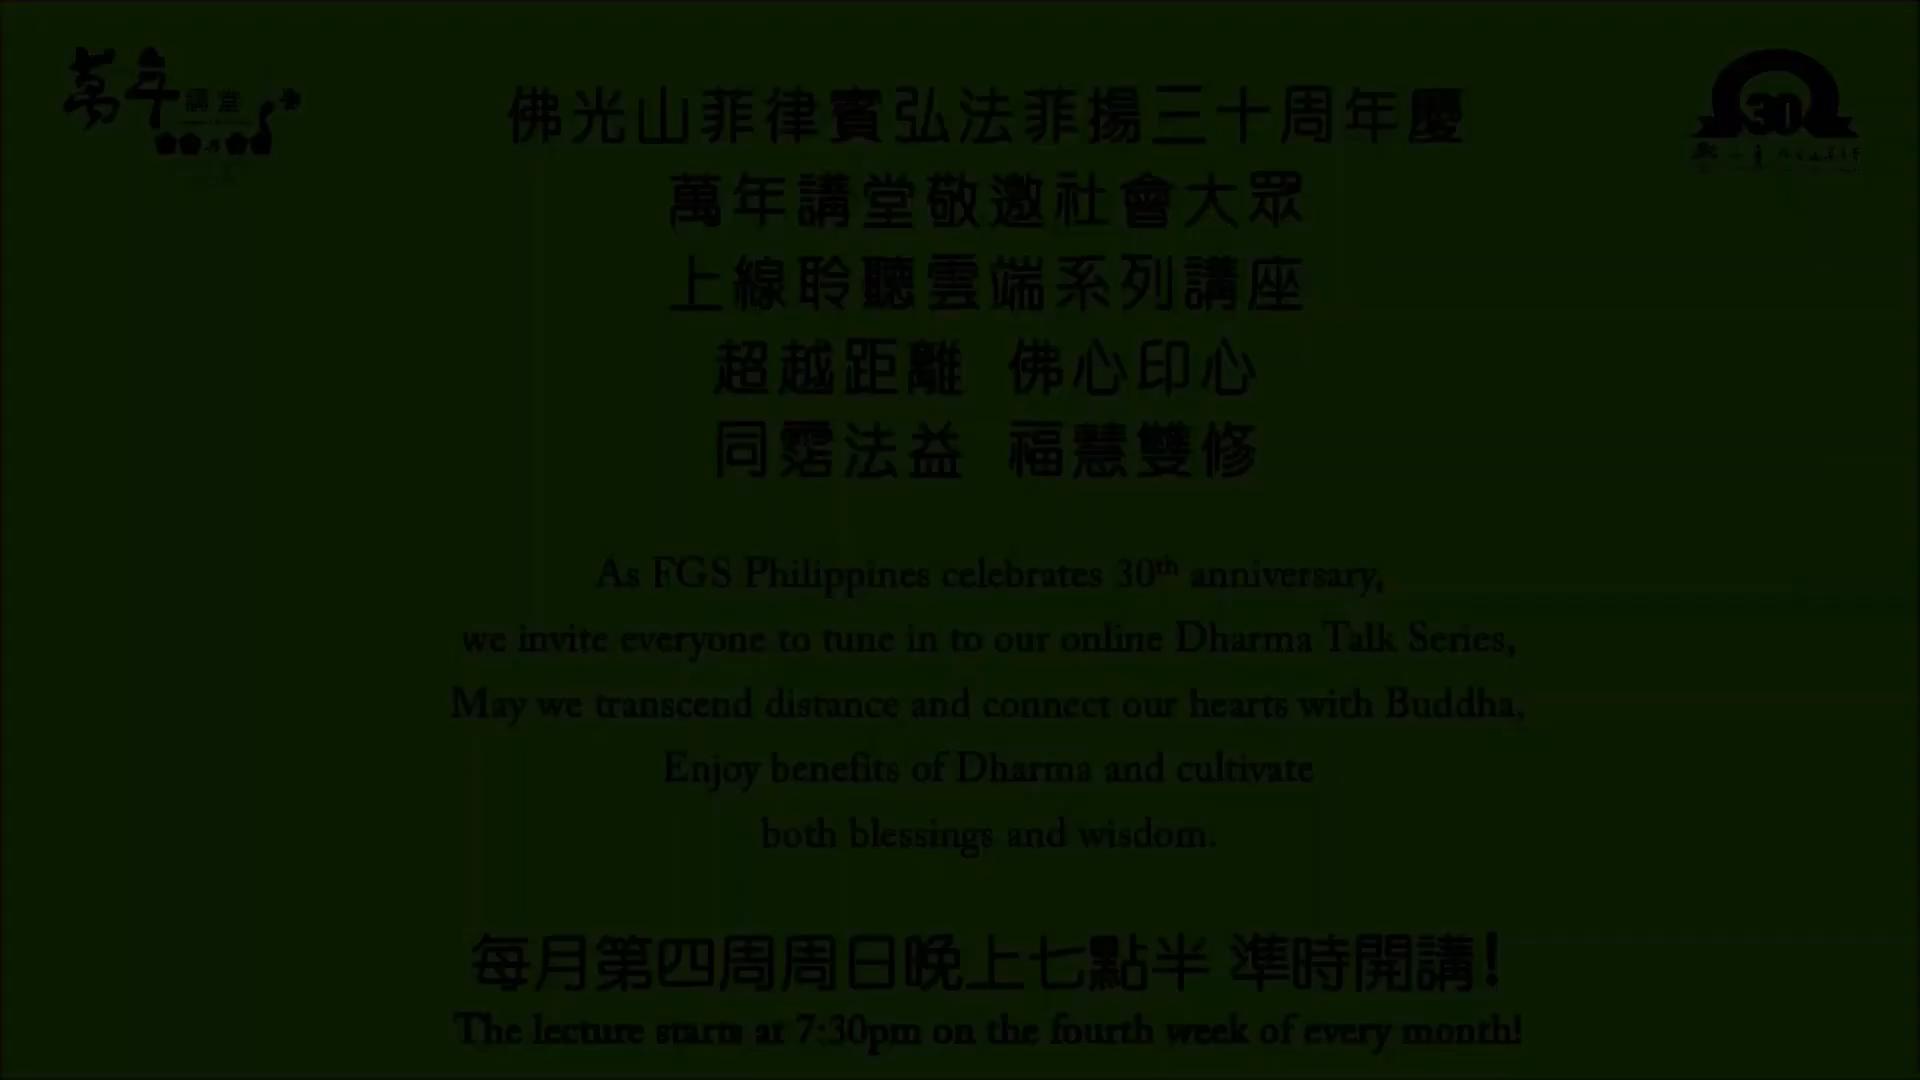 萬年講堂
30
佛光山菲律賓弘法菲揚三十周年慶
萬年講堂敬邀社會大眾
上線聆聽雲端系列講座
超越距離 佛心印心
同霑法益 福慧雙修
As FGS Philippines celebrates 30th anniversary,
we invite everyone to tune in to our online Dharma Talk Series,
May we transcend distance and connect our hearts with Buddha,
Enjoy benefits of Dharma and cultivate
both blessings and wisdom.
每月第四周周日晚上七點半 準時開講!
The lecture starts at 7:30pm on the fourth week of every month!